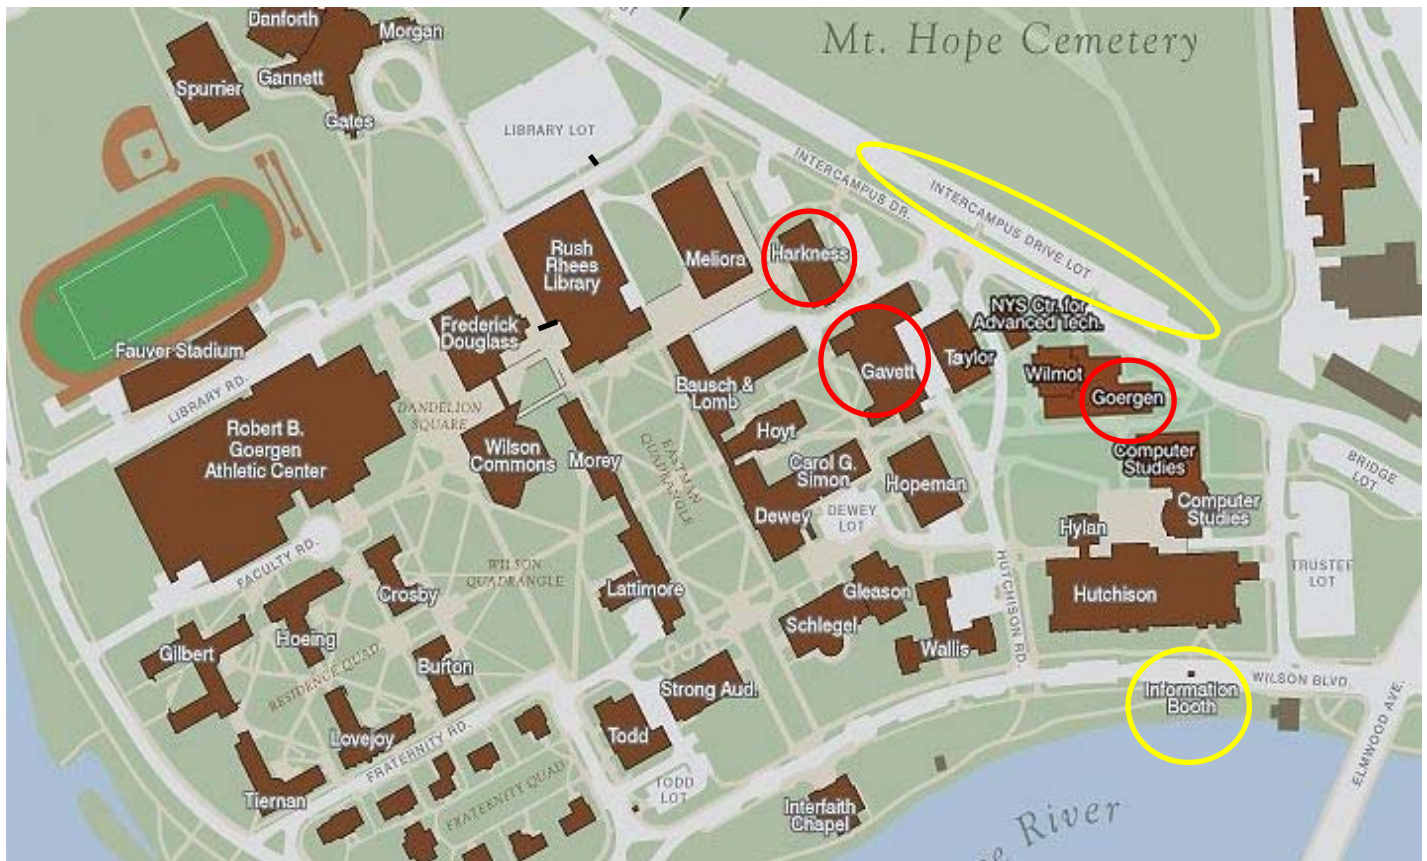 Danforth
Morgan
Mt. Hope Cemetery
Gannett
Spurrier
Gates
LIBRARY LOT
INTERCAMPUS DR.
INTERCAMPUS DRIVE LOT
Rush
Rhees
Library
Meliora
Harkness
NYS Ctr. for
Advanced Tech.
Frederick
Douglass
Fauver Stadium
Taylor
Gavett
Wilmot
Goergen
LIBRARY RD.
Bausch &
Lomb
DANDELION
SQUARE
Robert B.
Goergen
Athletic Center
Hoyt
Wilson
Commons
Morey
EASTMAN
QUADRANGLE
Carol G.
Simon
Hopeman
Computer
Studies
BRIDGE
LOT
Dewey
DEWEY
LOT
Computer
Studies
Hylan
FACULTY RD.
WILSON
QUADRANGLE
HUTCHISON RD.
TRUSTEE
LOT
Crosby
Lattimore
Gleason
Hutchison
Schlegel
Hoeing
Gilbert
Wallis
RESIDENCE QUAD
Burton
Strong Aud.
Information
Booth
WILSON BLVD.
ELMWOOD AVE.
Lovejoy
Todd
FRATERNITY RD.
TODD
LOT
Tiernan
FRATERNITY QUAD
Interfaith
Chapel
River